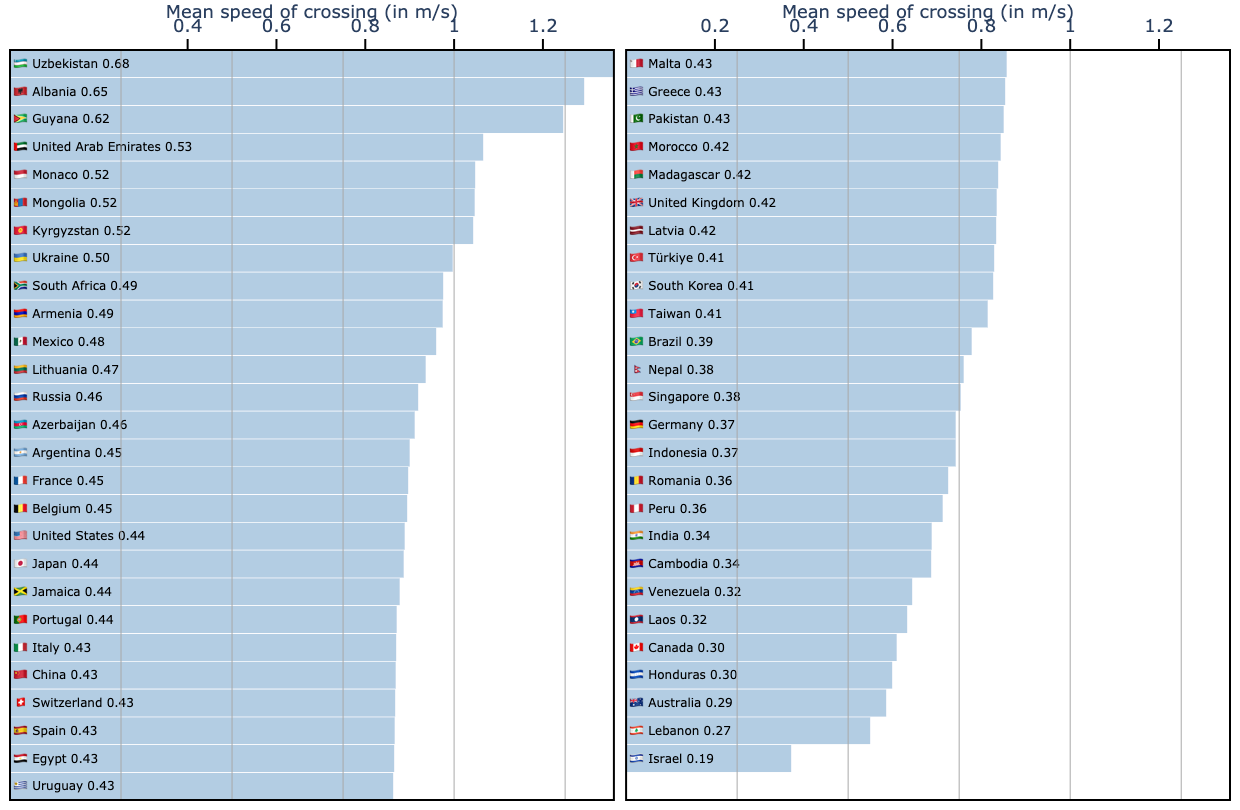 Mean speed of crossing (in m/s)
0.4 0.6 0.8 1 1.2
Uzbekistan 0.68
Albania 0.65
Guyana 0.62
United Arab Emirates 0.53
Monaco 0.52
Mongolia 0.52
Kyrgyzstan 0.52
Ukraine 0.50
South Africa 0.49
Armenia 0.49
Mexico 0.48
Lithuania 0.47
Russia 0.46
Azerbaijan 0.46
Argentina 0.45
France 0.45
Belgium 0.45
United States 0.44
Japan 0.44
Jamaica 0.44
Portugal 0.44
Italy 0.43
China 0.43
Switzerland 0.43
Spain 0.43
Egypt 0.43
Uruguay 0.43
Mean speed of crossing (in m/s)
0.2 0.4 0.6 0.8 1 1.2
Malta 0.43
Greece 0.43
Pakistan 0.43
Morocco 0.42
Madagascar 0.42
United Kingdom 0.42
Latvia 0.42
Türkiye 0.41
South Korea 0.41
Taiwan 0.41
Brazil 0.39
Nepal 0.38
Singapore 0.38
Germany 0.37
Indonesia 0.37
Romania 0.36
Peru 0.36
India 0.34
Cambodia 0.34
Venezuela 0.32
Laos 0.32
Canada 0.30
Honduras 0.30
Australia 0.29
Lebanon 0.27
Israel 0.19